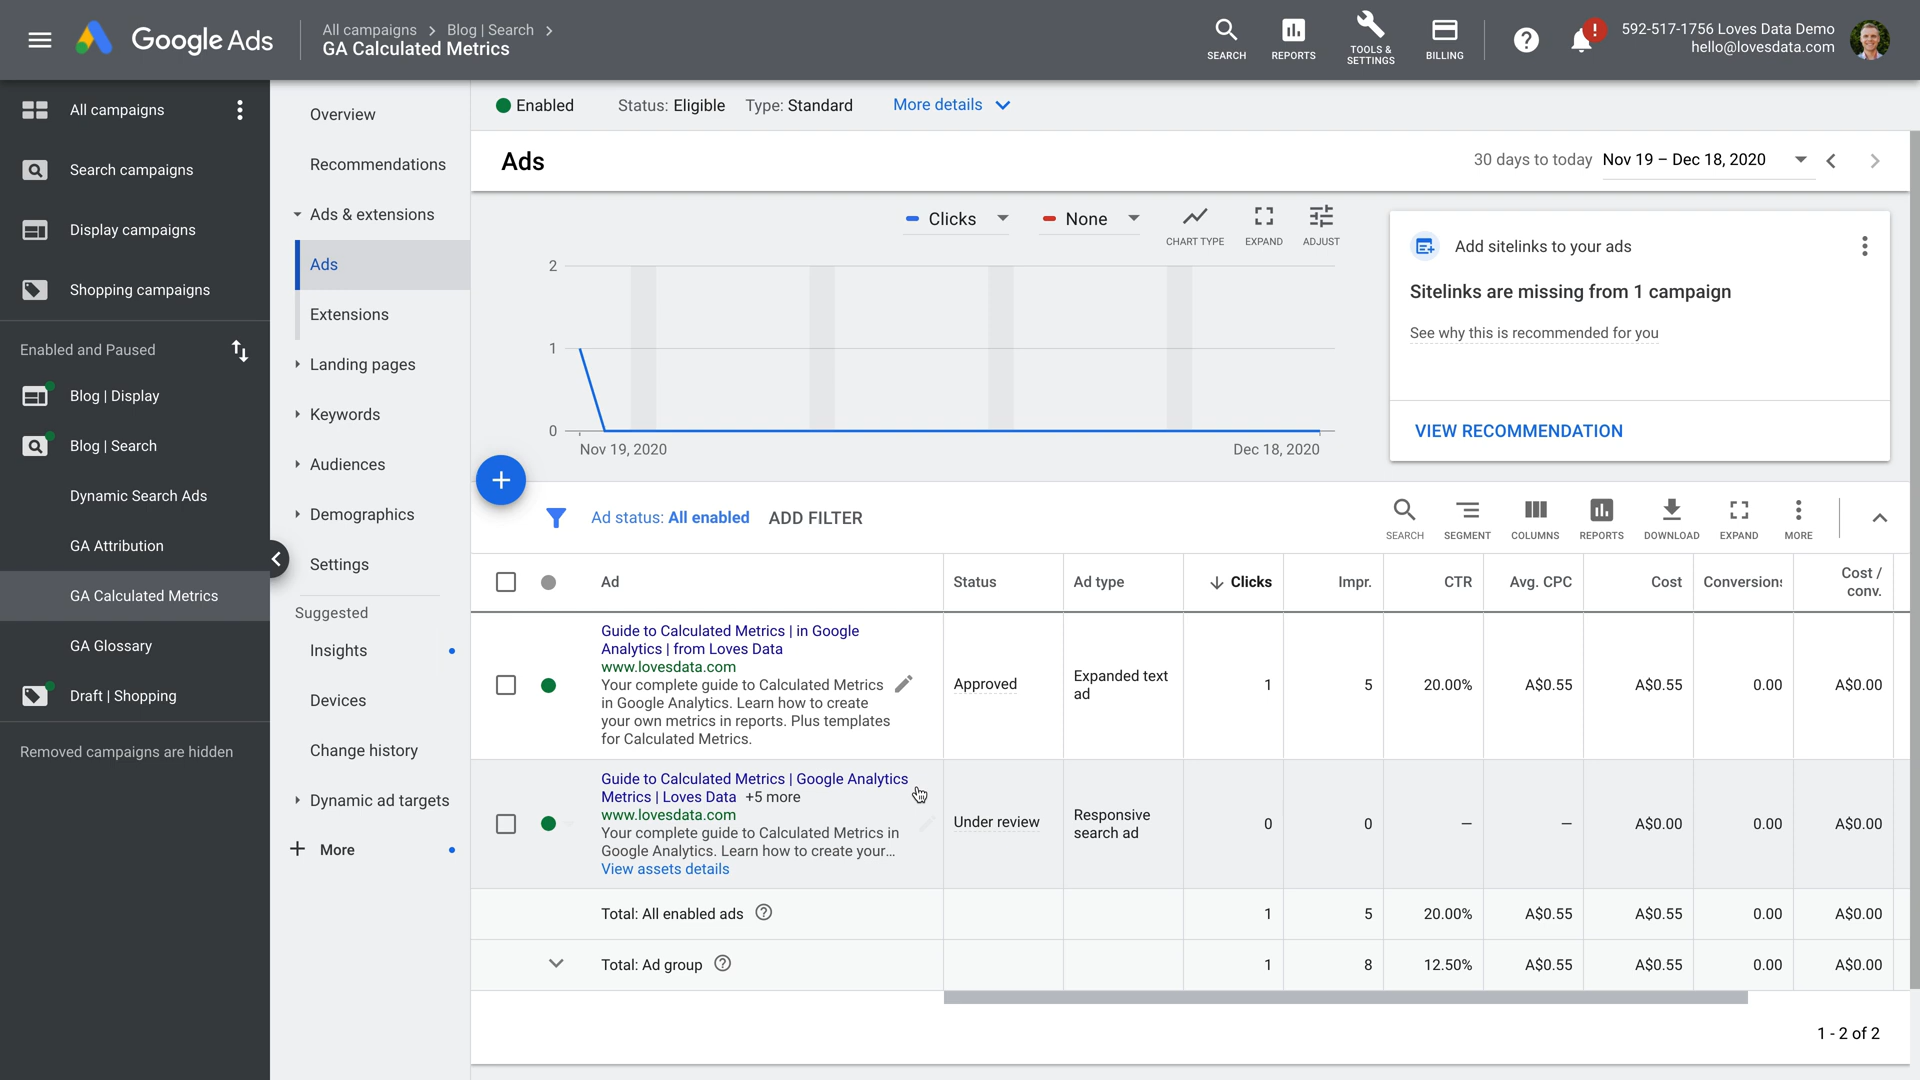 Google Ads
All campaigns > Blog | Search >
GA Calculated Metrics
SEARCH
REPORTS
TOOLS &
SETTINGS
BILLING
!
592-517-1756 Loves Data Demo
hello@lovesdata.com
All campaigns
Search campaigns
Display campaigns
Shopping campaigns
Enabled and Paused
Blog | Display
Blog | Search
Dynamic Search Ads
GA Attribution
GA Calculated Metrics
GA Glossary
Draft | Shopping
Removed campaigns are hidden
Overview
Recommendations
Ads & extensions
Ads
Extensions
Landing pages
Keywords
Audiences
Demographics
Settings
Suggested
Insights
Devices
Change history
Dynamic ad targets
More
Enabled Status: Eligible Type: Standard More details
Ads
30 days to today Nov 19 – Dec 18, 2020
Clicks
None
CHART TYPE
EXPAND
ADJUST
2
1
0
Nov 19, 2020
Dec 18, 2020
Add sitelinks to your ads
Sitelinks are missing from 1 campaign
See why this is recommended for you
VIEW RECOMMENDATION
Ad status: All enabled ADD FILTER
SEARCH
SEGMENT
COLUMNS
REPORTS
DOWNLOAD
EXPAND
MORE
Ad Status Ad type Clicks Impr. CTR Avg. CPC Cost Conversions Cost /
conv.
Guide to Calculated Metrics | in Google
Analytics | from Loves Data
www.lovesdata.com
Your complete guide to Calculated Metrics
in Google Analytics. Learn how to create
your own metrics in reports. Plus templates
for Calculated Metrics.
Approved
Expanded text
ad
1 5 20.00% A$0.55 A$0.55 0.00 A$0.00
Guide to Calculated Metrics | Google Analytics
Metrics | Loves Data +5 more
www.lovesdata.com
Your complete guide to Calculated Metrics in
Google Analytics. Learn how to create your...
View assets details
Under review
Responsive
search ad
0 0 — — A$0.00 0.00 A$0.00
Total: All enabled ads 1 5 20.00% A$0.55 A$0.55 0.00 A$0.00
Total: Ad group 1 8 12.50% A$0.55 A$0.55 0.00 A$0.00
1 - 2 of 2